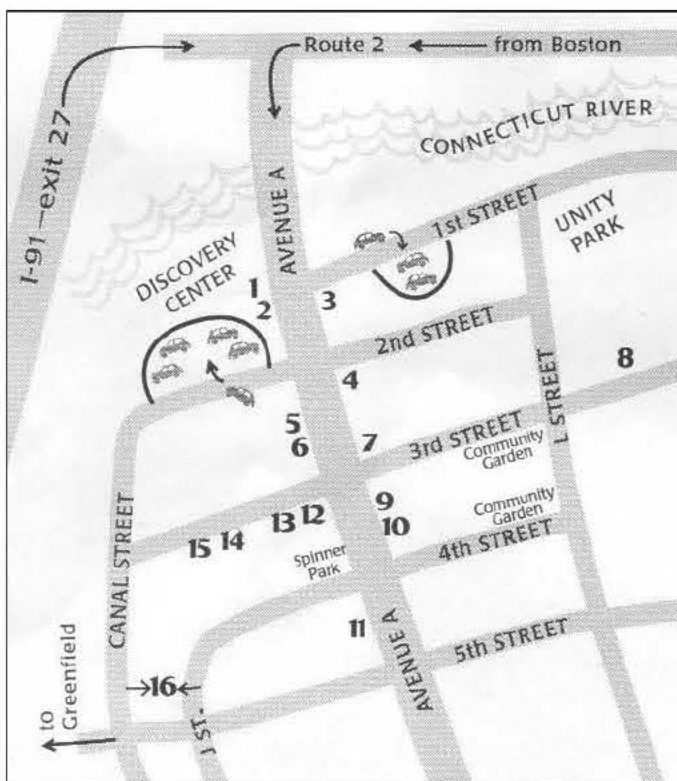 Route 2
from Boston
I-91—exit 27
CONNECTICUT RIVER
AVENUE A
1st STREET
UNITY
PARK
DISCOVERY
CENTER
1
2
3
2nd STREET
4
8
5
6
7
3rd STREET
L STREET
Community
Garden
9
10
Community
Garden
CANAL STREET
15
14
13
12
Spinner
Park
4th STREET
11
AVENUE A
5th STREET
16
J ST.
to
Greenfield